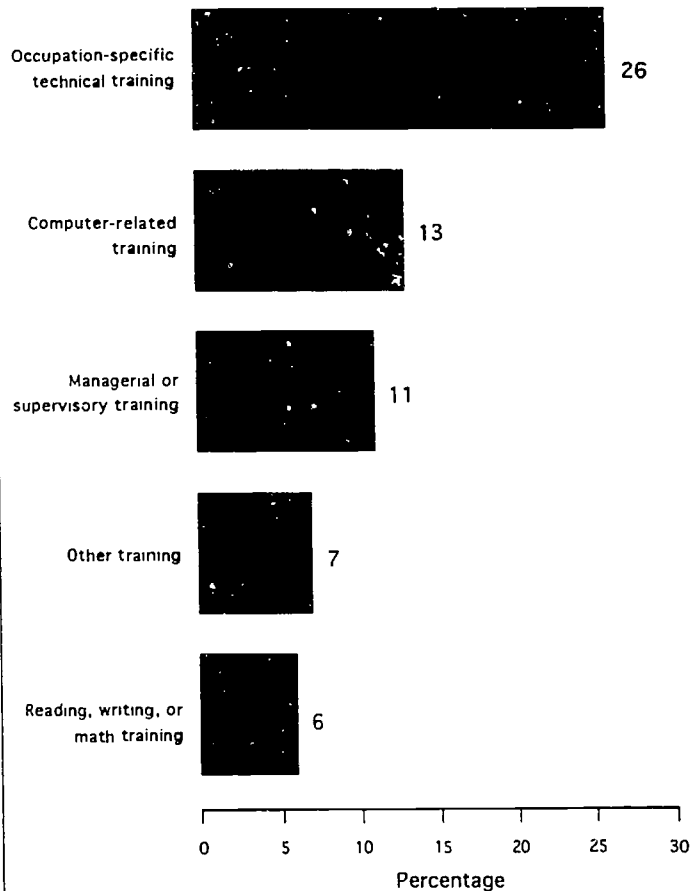 Occupation-specific
technical training
26
Computer-related
training
13
Managerial or
supervisory training
11
Other training
7
Reading, writing, or
math training
6
0 5 10 15 20 25 30
Percentage